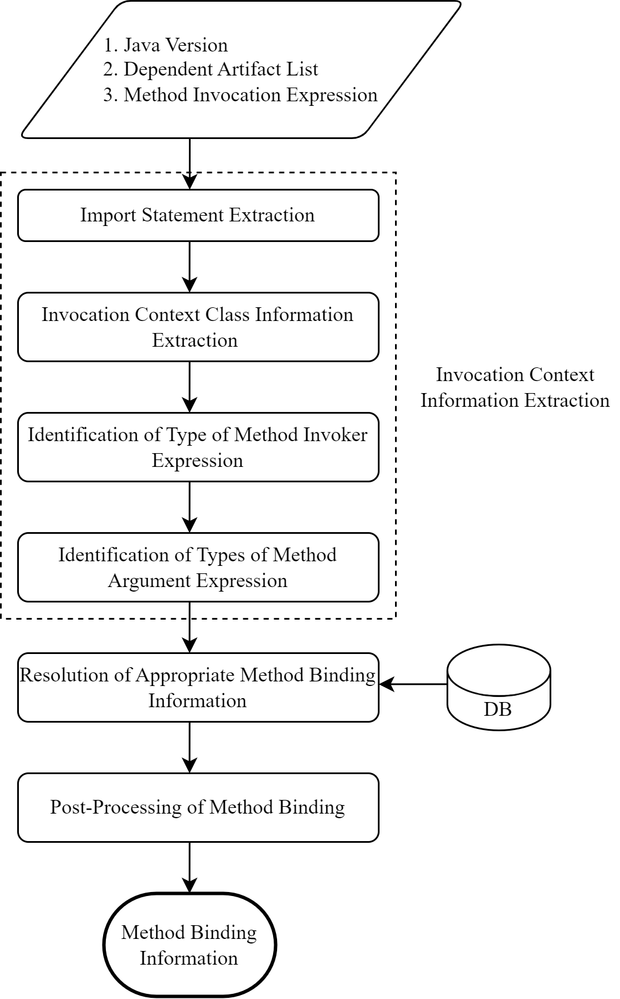 1. Java Version
2. Dependent Artifact List
3. Method Invocation Expression
Import Statement Extraction
Invocation Context Class Information
Extraction
Invocation Context
Information Extraction
Identification of Type of Method Invoker
Expression
Identification of Types of Method
Argument Expression
Resolution of Appropriate Method Binding
Information
DB
Post-Processing of Method Binding
Method Binding
Information